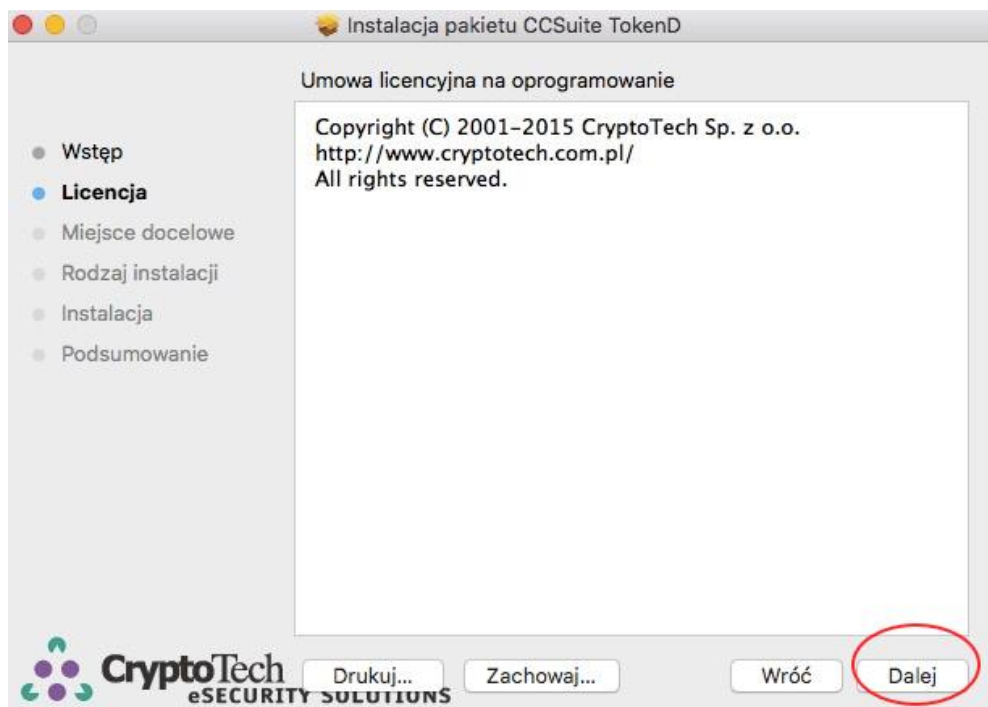 Instalacja pakietu CCSuite TokenD
Umowa licencyjna na oprogramowanie
Wstęp
Licencja
Miejsce docelowe
Rodzaj instalacji
Instalacja
Podsumowanie
Copyright (C) 2001-2015 CryptoTech Sp. z o.o.
http://www.cryptotech.com.pl/
All rights reserved.
CryptoTech
eSECURITY SOLUTIONS
Drukuj...
Zachowaj...
Wróć
Dalej